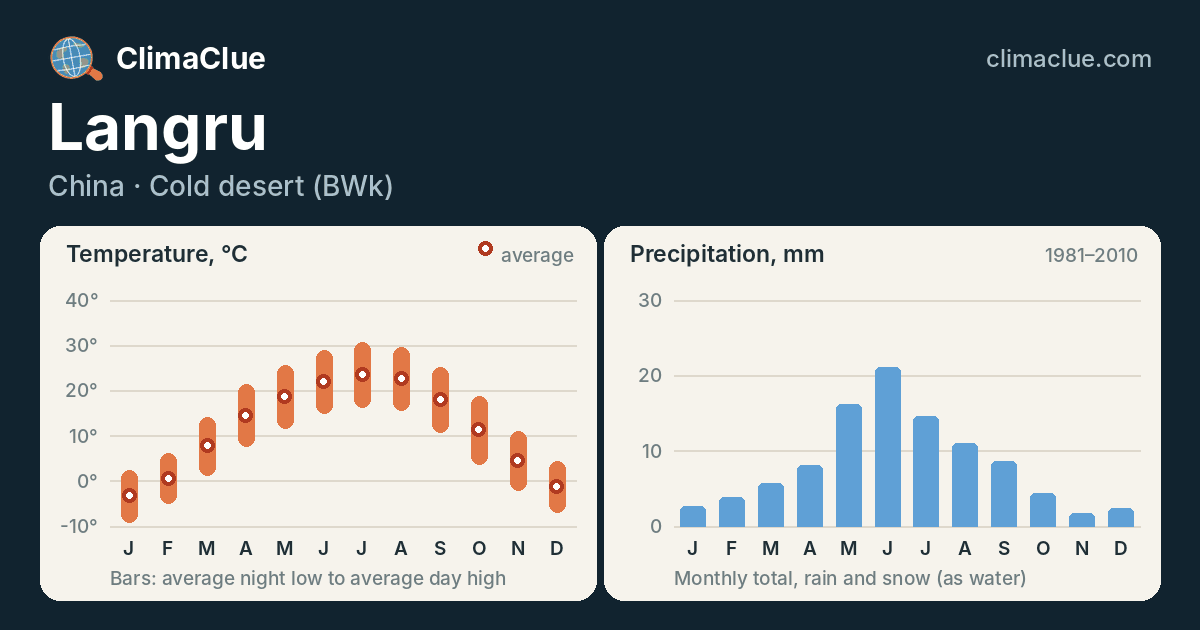 ClimaClue
climaclue.com
Langru
China · Cold desert (BWk)
Temperature, °C
average
40°
30°
20°
10°
0°
-10°
J F M A M J J A S O N D
Bars: average night low to average day high
Precipitation, mm
1981–2010
30
20
10
0
J F M A M J J A S O N D
Monthly total, rain and snow (as water)